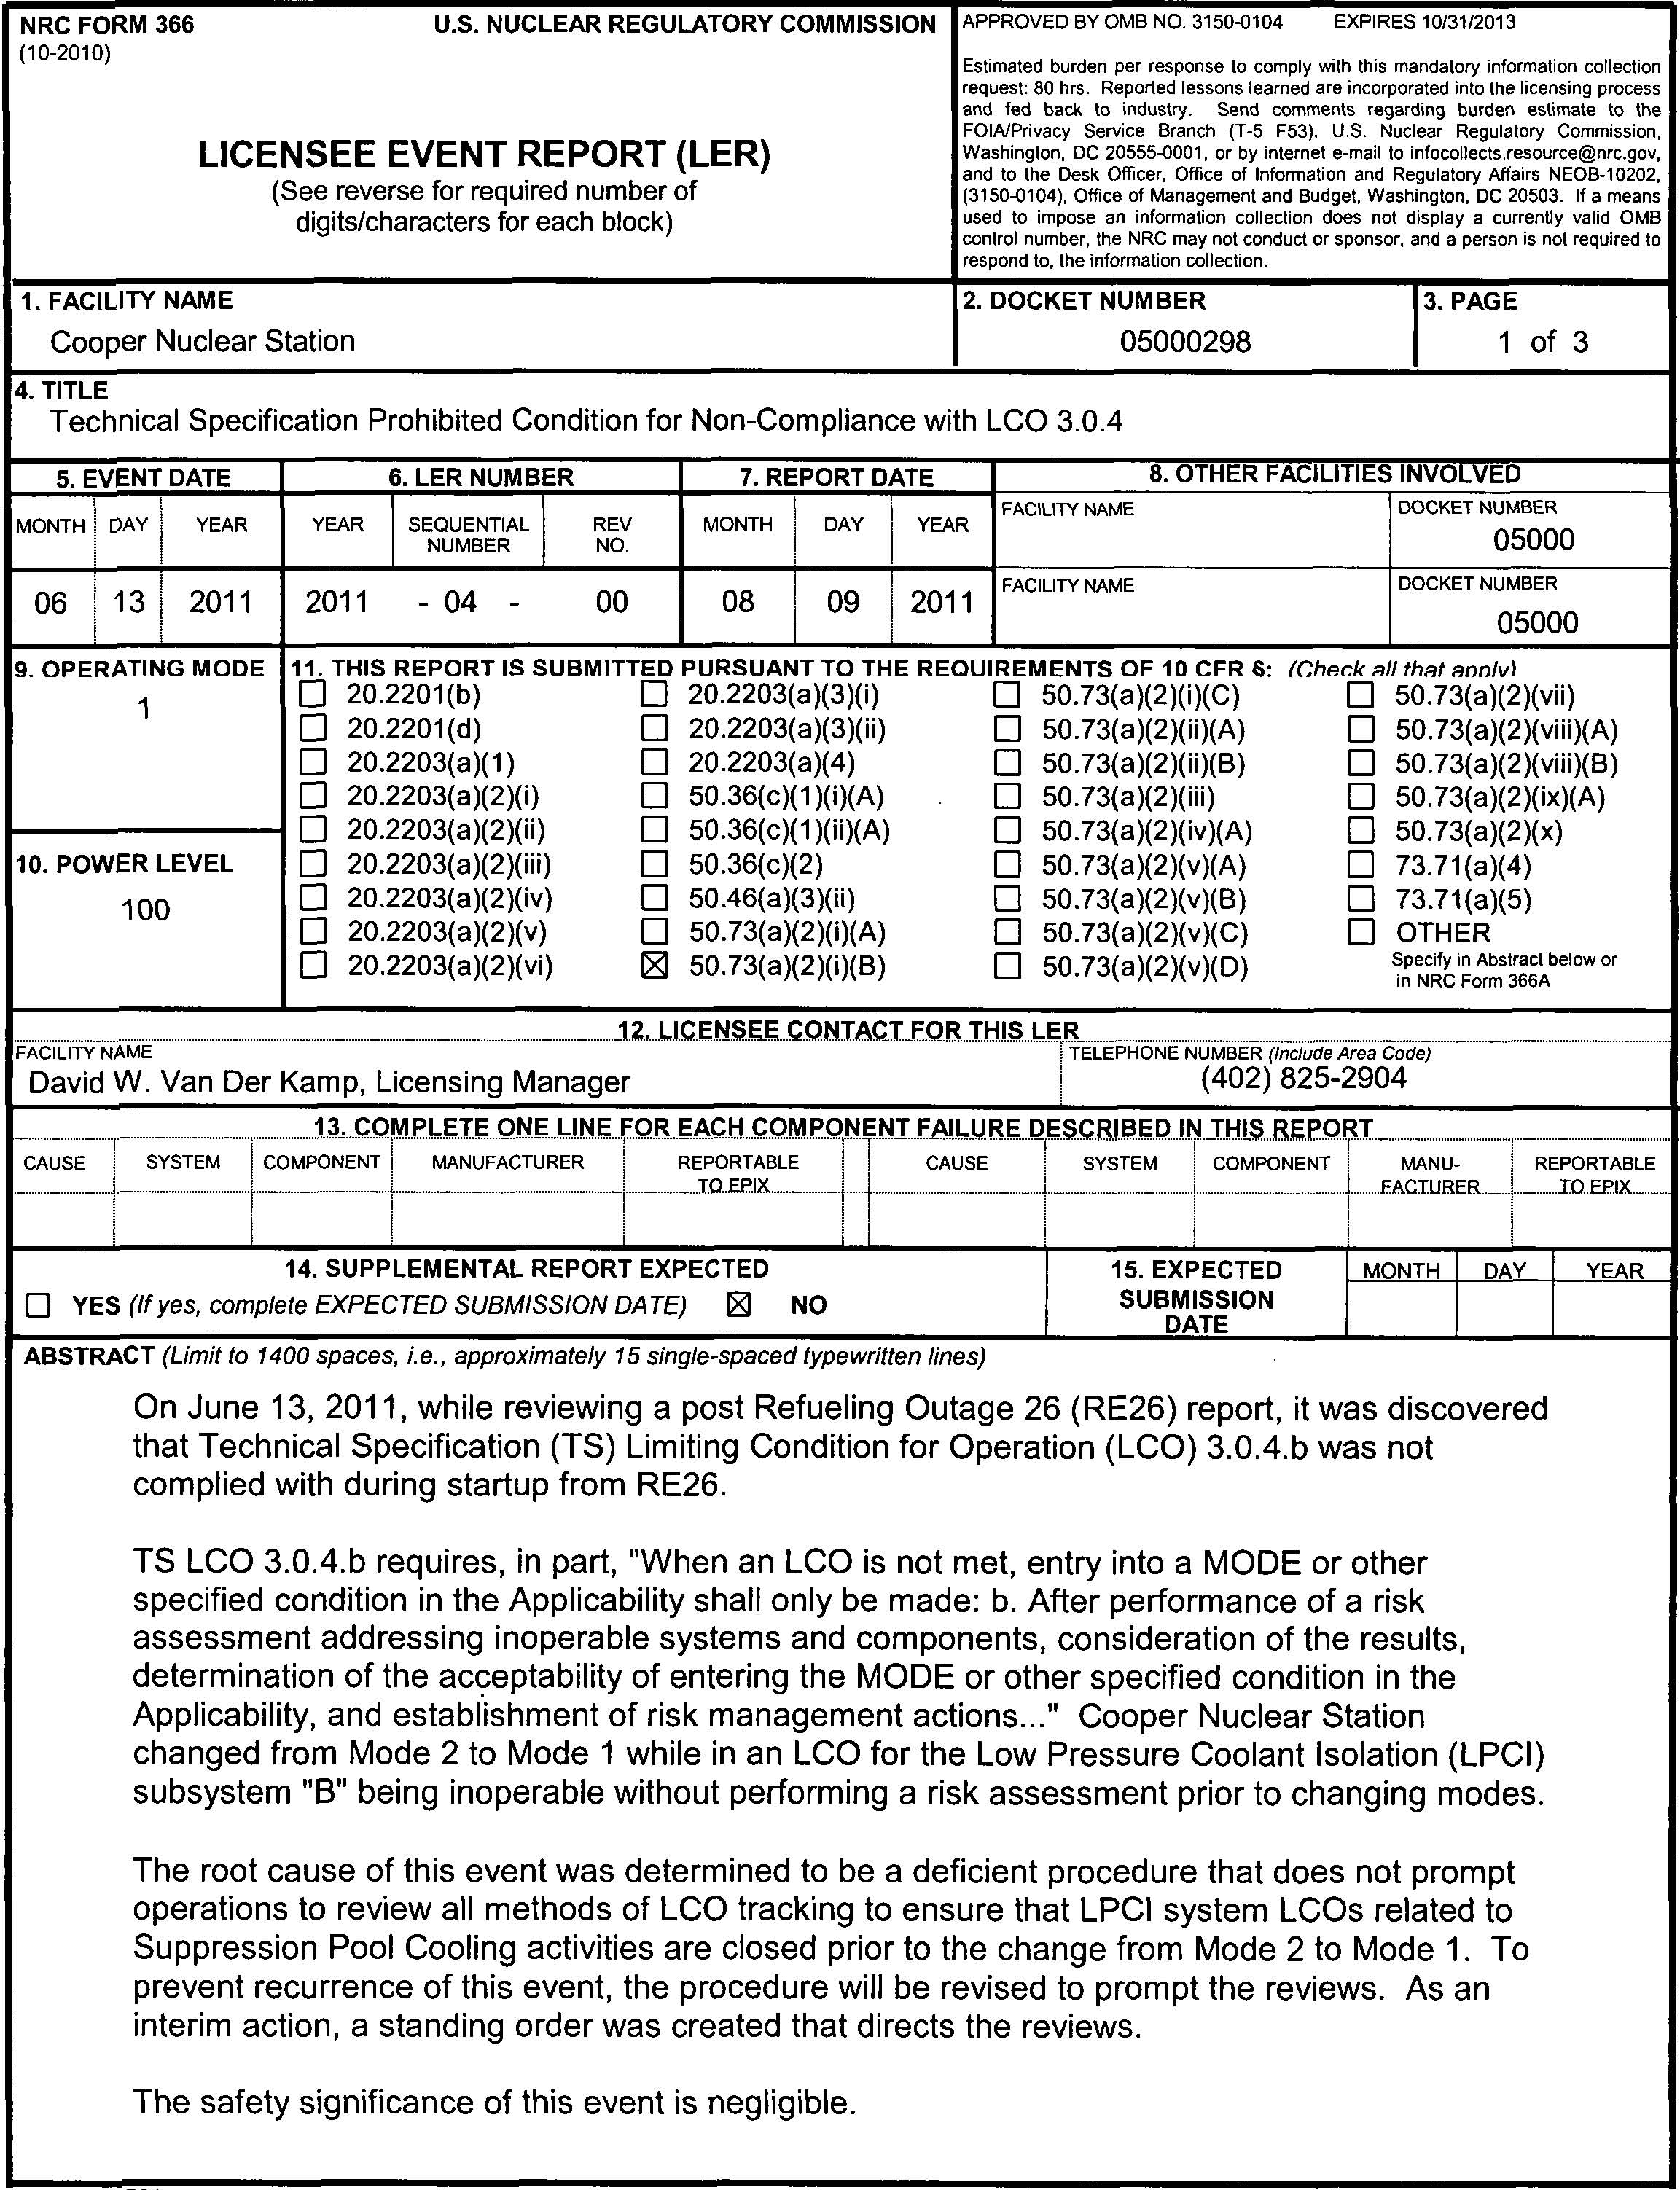 NRC FORM 366
(10-2010)
U.S. NUCLEAR REGULATORY COMMISSION
LICENSEE EVENT REPORT (LER)
(See reverse for required number of
digits/characters for each block)
APPROVED BY OMB NO. 3150-0104 EXPIRES 10/31/2013
Estimated burden per response to comply with this mandatory information collection
request: 80 hrs. Reported lessons learned are incorporated into the licensing process
and fed back to industry. Send comments regarding burden estimate to the
FOIA/Privacy Service Branch (T-5 F53), U.S. Nuclear Regulatory Commission,
Washington, DC 20555-0001, or by internet e-mail to infocollects.resource@nrc.gov,
and to the Desk Officer, Office of Information and Regulatory Affairs NEOB-10202,
(3150-0104), Office of Management and Budget, Washington, DC 20503. If a means
used to impose an information collection does not display a currently valid OMB
control number, the NRC may not conduct or sponsor, and a person is not required to
respond to, the information collection.
1. FACILITY NAME
Cooper Nuclear Station
2. DOCKET NUMBER
05000298
3. PAGE
1 of 3
4. TITLE
Technical Specification Prohibited Condition for Non-Compliance with LCO 3.0.4
5. EVENT DATE 6. LER NUMBER 7. REPORT DATE 8. OTHER FACILITIES INVOLVED
MONTH DAY YEAR YEAR SEQUENTIAL NUMBER REV NO. MONTH DAY YEAR
FACILITY NAME DOCKET NUMBER
05000
06 13 2011 2011 - 04 - 00 08 09 2011
FACILITY NAME DOCKET NUMBER
05000
9. OPERATING MODE
1
10. POWER LEVEL
100
11. THIS REPORT IS SUBMITTED PURSUANT TO THE REQUIREMENTS OF 10 CFR §: (Check all that apply)
☐ 20.2201(b) ☐ 20.2203(a)(3)(i) ☐ 50.73(a)(2)(i)(C) ☐ 50.73(a)(2)(vii)
☐ 20.2201(d) ☐ 20.2203(a)(3)(ii) ☐ 50.73(a)(2)(ii)(A) ☐ 50.73(a)(2)(viii)(A)
☐ 20.2203(a)(1) ☐ 20.2203(a)(4) ☐ 50.73(a)(2)(ii)(B) ☐ 50.73(a)(2)(viii)(B)
☐ 20.2203(a)(2)(i) ☐ 50.36(c)(1)(i)(A) ☐ 50.73(a)(2)(iii) ☐ 50.73(a)(2)(ix)(A)
☐ 20.2203(a)(2)(ii) ☐ 50.36(c)(1)(ii)(A) ☐ 50.73(a)(2)(iv)(A) ☐ 50.73(a)(2)(x)
☐ 20.2203(a)(2)(iii) ☐ 50.36(c)(2) ☐ 50.73(a)(2)(v)(A) ☐ 73.71(a)(4)
☐ 20.2203(a)(2)(iv) ☐ 50.46(a)(3)(ii) ☐ 50.73(a)(2)(v)(B) ☐ 73.71(a)(5)
☐ 20.2203(a)(2)(v) ☐ 50.73(a)(2)(i)(A) ☐ 50.73(a)(2)(v)(C) ☐ OTHER
☐ 20.2203(a)(2)(vi) ☒ 50.73(a)(2)(i)(B) ☐ 50.73(a)(2)(v)(D) Specify in Abstract below or
in NRC Form 366A
12. LICENSEE CONTACT FOR THIS LER
FACILITY NAME
David W. Van Der Kamp, Licensing Manager
TELEPHONE NUMBER (Include Area Code)
(402) 825-2904
13. COMPLETE ONE LINE FOR EACH COMPONENT FAILURE DESCRIBED IN THIS REPORT
CAUSE SYSTEM COMPONENT MANUFACTURER REPORTABLE TO EPIX CAUSE SYSTEM COMPONENT MANU-FACTURER REPORTABLE TO EPIX
14. SUPPLEMENTAL REPORT EXPECTED
☐ YES (If yes, complete EXPECTED SUBMISSION DATE) ☒ NO
15. EXPECTED
SUBMISSION
DATE
MONTH DAY YEAR
ABSTRACT (Limit to 1400 spaces, i.e., approximately 15 single-spaced typewritten lines)
On June 13, 2011, while reviewing a post Refueling Outage 26 (RE26) report, it was discovered
that Technical Specification (TS) Limiting Condition for Operation (LCO) 3.0.4.b was not
complied with during startup from RE26.
TS LCO 3.0.4.b requires, in part, "When an LCO is not met, entry into a MODE or other
specified condition in the Applicability shall only be made: b. After performance of a risk
assessment addressing inoperable systems and components, consideration of the results,
determination of the acceptability of entering the MODE or other specified condition in the
Applicability, and establishment of risk management actions..." Cooper Nuclear Station
changed from Mode 2 to Mode 1 while in an LCO for the Low Pressure Coolant Isolation (LPCI)
subsystem "B" being inoperable without performing a risk assessment prior to changing modes.
The root cause of this event was determined to be a deficient procedure that does not prompt
operations to review all methods of LCO tracking to ensure that LPCI system LCOs related to
Suppression Pool Cooling activities are closed prior to the change from Mode 2 to Mode 1. To
prevent recurrence of this event, the procedure will be revised to prompt the reviews. As an
interim action, a standing order was created that directs the reviews.
The safety significance of this event is negligible.